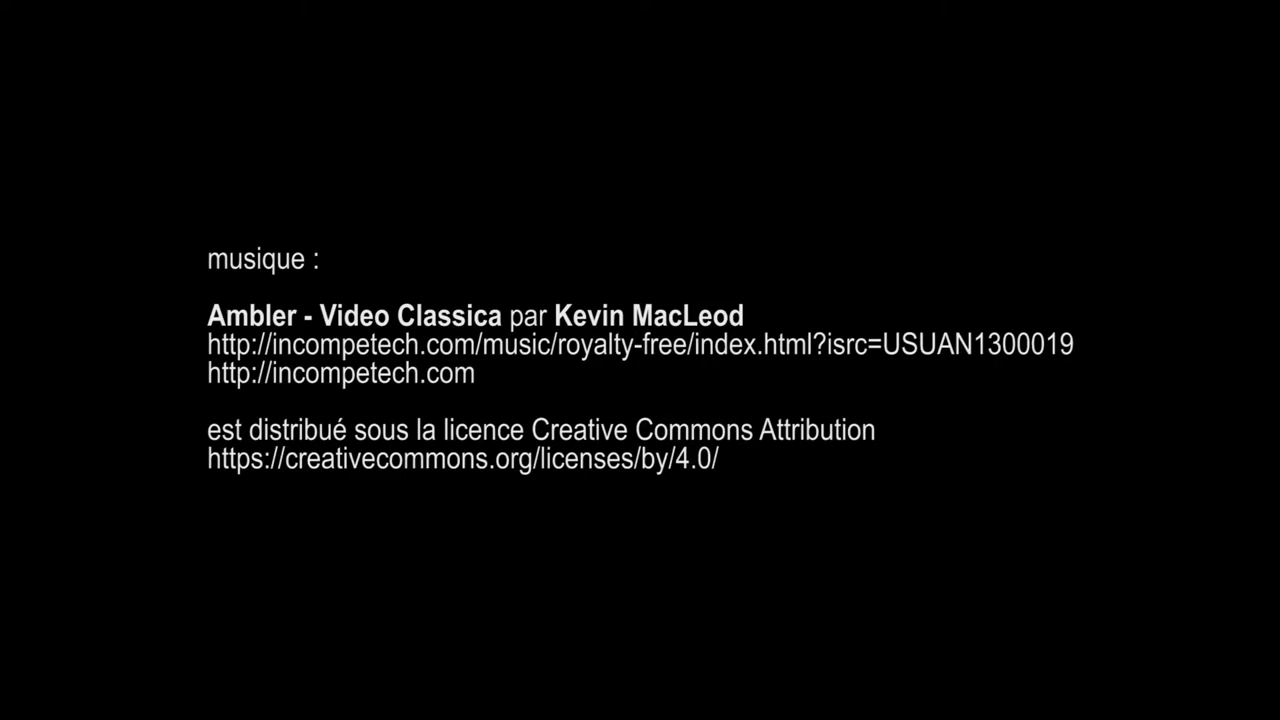 musique :
Ambler - Video Classica par Kevin MacLeod
http://incompetech.com/music/royalty-free/index.html?isrc=USUAN1300019
http://incompetech.com
est distribué sous la licence Creative Commons Attribution
https://creativecommons.org/licenses/by/4.0/